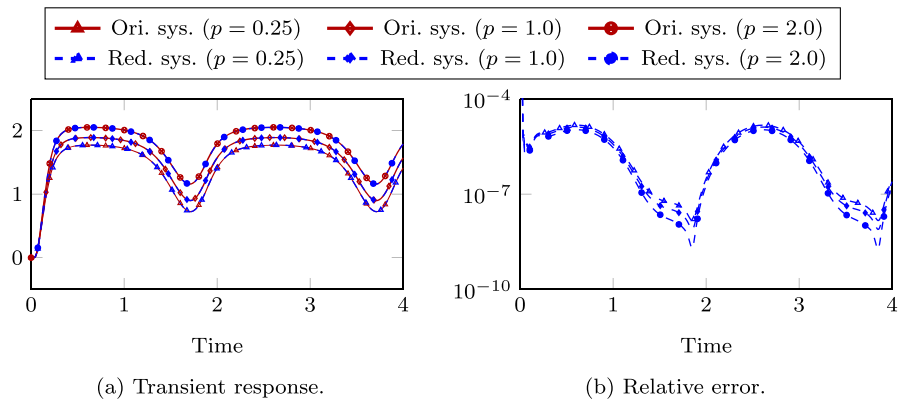 Ori. sys. (p = 0.25) Ori. sys. (p = 1.0) Ori. sys. (p = 2.0)
Red. sys. (p = 0.25) Red. sys. (p = 1.0) Red. sys. (p = 2.0)
2
1
0
0 1 2 3 4
Time
(a) Transient response.
10⁻⁴
10⁻⁷
10⁻¹⁰
0 1 2 3 4
Time
(b) Relative error.